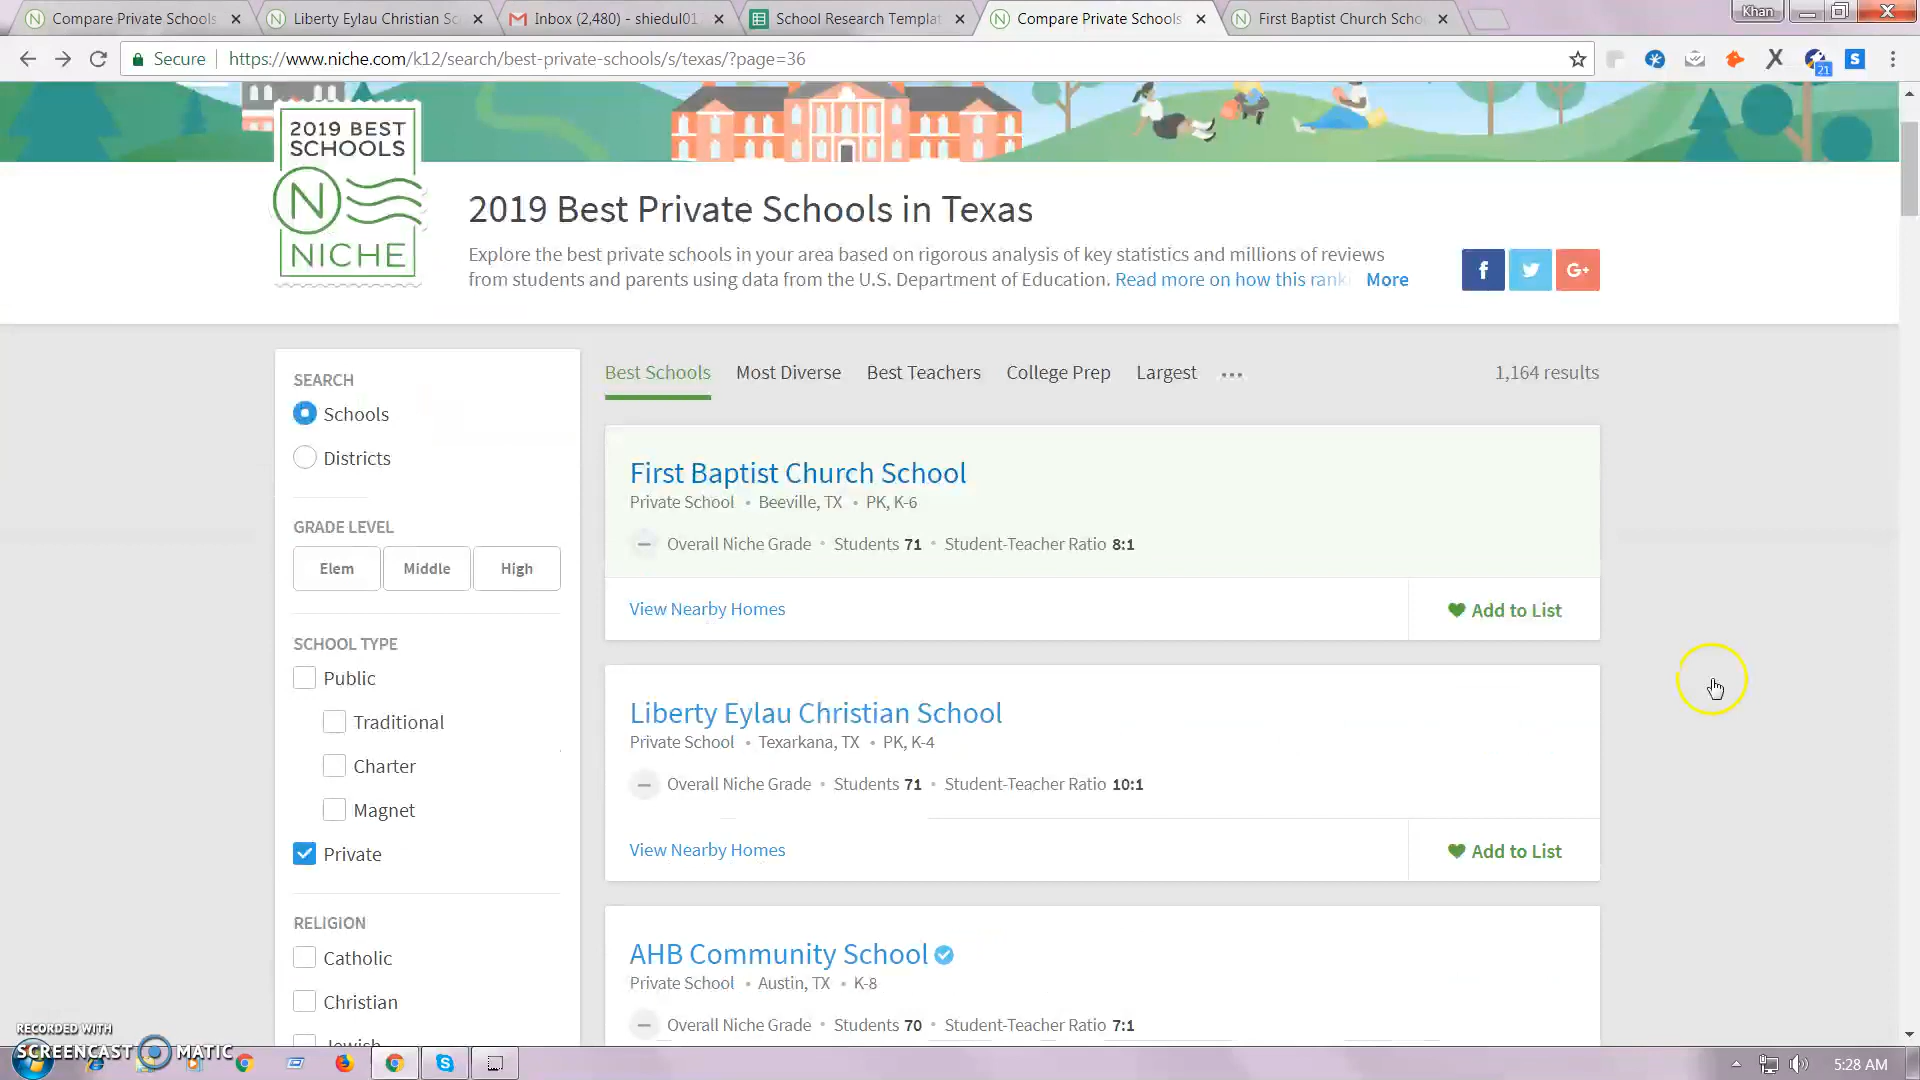 Compare Private Schools
Liberty Eylau Christian Sc
Inbox (2,480) - shiedul01
School Research Templat
Compare Private Schools
First Baptist Church Scho
Khan
Secure
https://www.niche.com/k12/search/best-private-schools/s/texas/?page=36
21
S
2019 BEST
SCHOOLS
N
NICHE
2019 Best Private Schools in Texas
Explore the best private schools in your area based on rigorous analysis of key statistics and millions of reviews
from students and parents using data from the U.S. Department of Education. Read more on how this rank More
f
G+
SEARCH
Schools
Districts
GRADE LEVEL
Elem Middle High
SCHOOL TYPE
Public
Traditional
Charter
Magnet
Private
RELIGION
Catholic
Christian
Jewish
Best Schools Most Diverse Best Teachers College Prep Largest ...
1,164 results
First Baptist Church School
Private School • Beeville, TX • PK, K-6
– Overall Niche Grade • Students 71 • Student-Teacher Ratio 8:1
View Nearby Homes
Add to List
Liberty Eylau Christian School
Private School • Texarkana, TX • PK, K-4
– Overall Niche Grade • Students 71 • Student-Teacher Ratio 10:1
View Nearby Homes
Add to List
AHB Community School
Private School • Austin, TX • K-8
– Overall Niche Grade • Students 70 • Student-Teacher Ratio 7:1
RECORDED WITH
SCREENCAST MATIC
5:28 AM